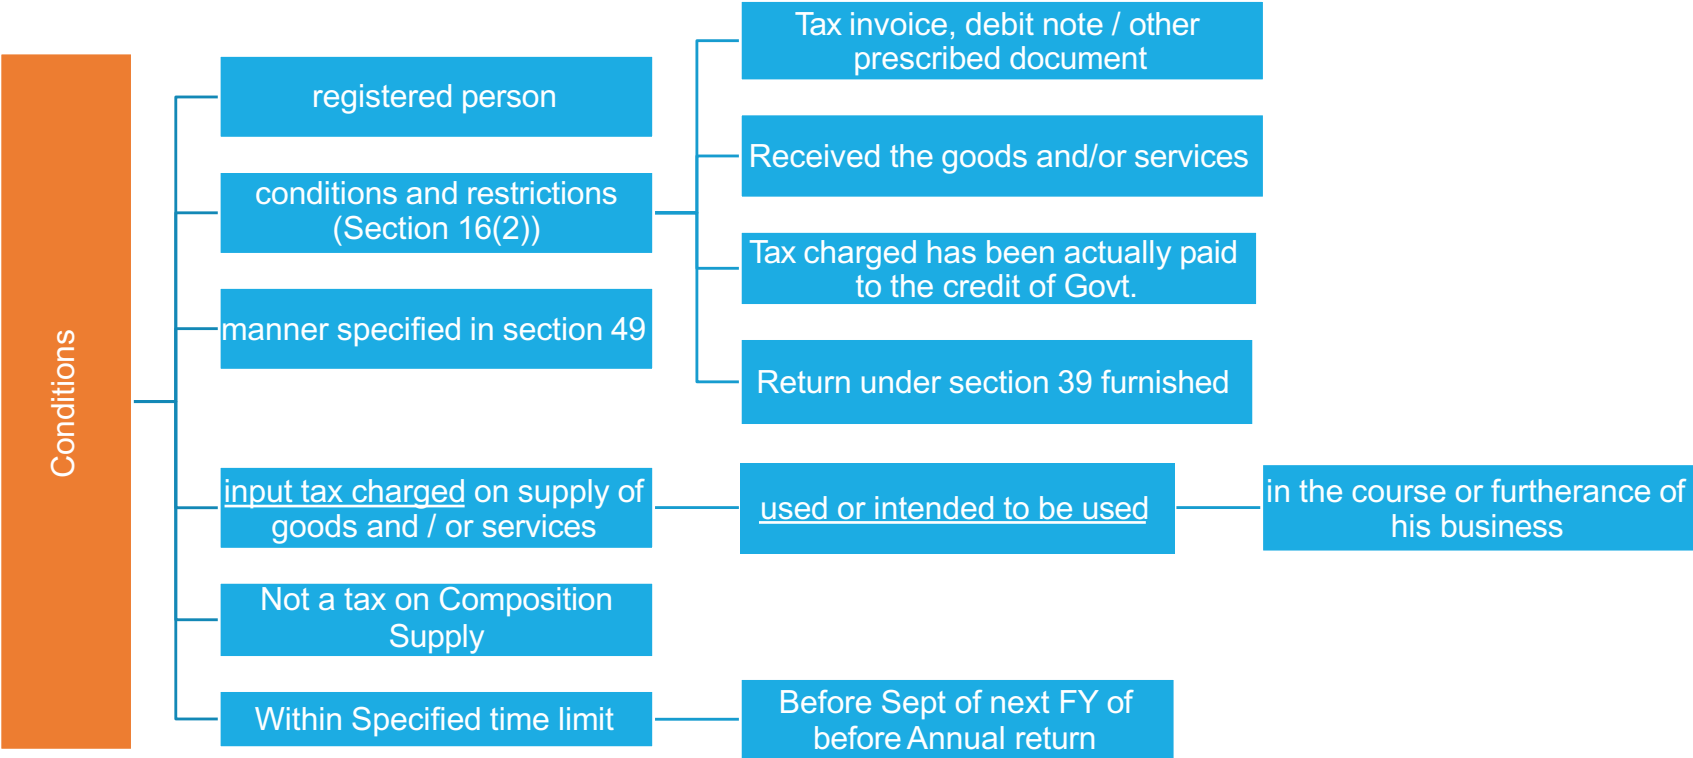 Conditions
registered person
conditions and restrictions
(Section 16(2))
Tax invoice, debit note / other
prescribed document
Received the goods and/or services
Tax charged has been actually paid
to the credit of Govt.
Return under section 39 furnished
manner specified in section 49
input tax charged on supply of
goods and / or services
used or intended to be used
in the course or furtherance of
his business
Not a tax on Composition
Supply
Within Specified time limit
Before Sept of next FY of
before Annual return